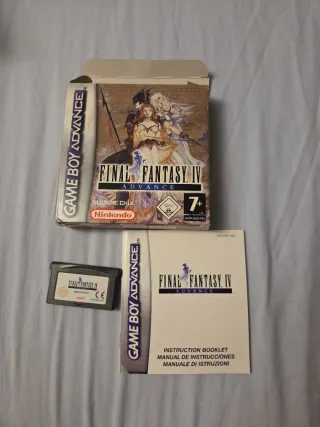 GAME BOY ADVANCE
FINAL FANTASY IV
ADVANCE
SQUARE ENIX
Nintendo
7+
FINAL FANTASY IV
ADVANCE
GAME BOY ADVANCE
INSTRUCTION BOOKLET
MANUAL DE INSTRUCCIONES
MANUALE DI ISTRUZIONI